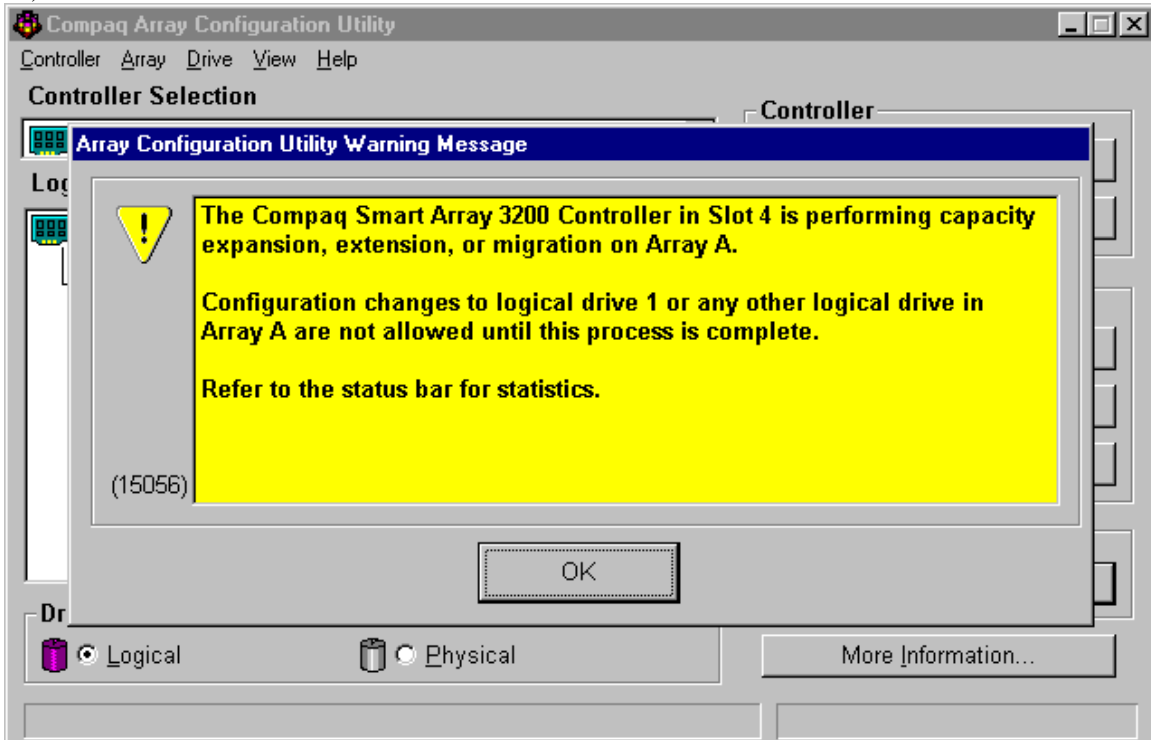 Compaq Array Configuration Utility
Controller Array Drive View Help
Controller Selection
Controller
Array Configuration Utility Warning Message
The Compaq Smart Array 3200 Controller in Slot 4 is performing capacity
expansion, extension, or migration on Array A.
Configuration changes to logical drive 1 or any other logical drive in
Array A are not allowed until this process is complete.
Refer to the status bar for statistics.
(15056)
OK
Logical
Physical
More Information...